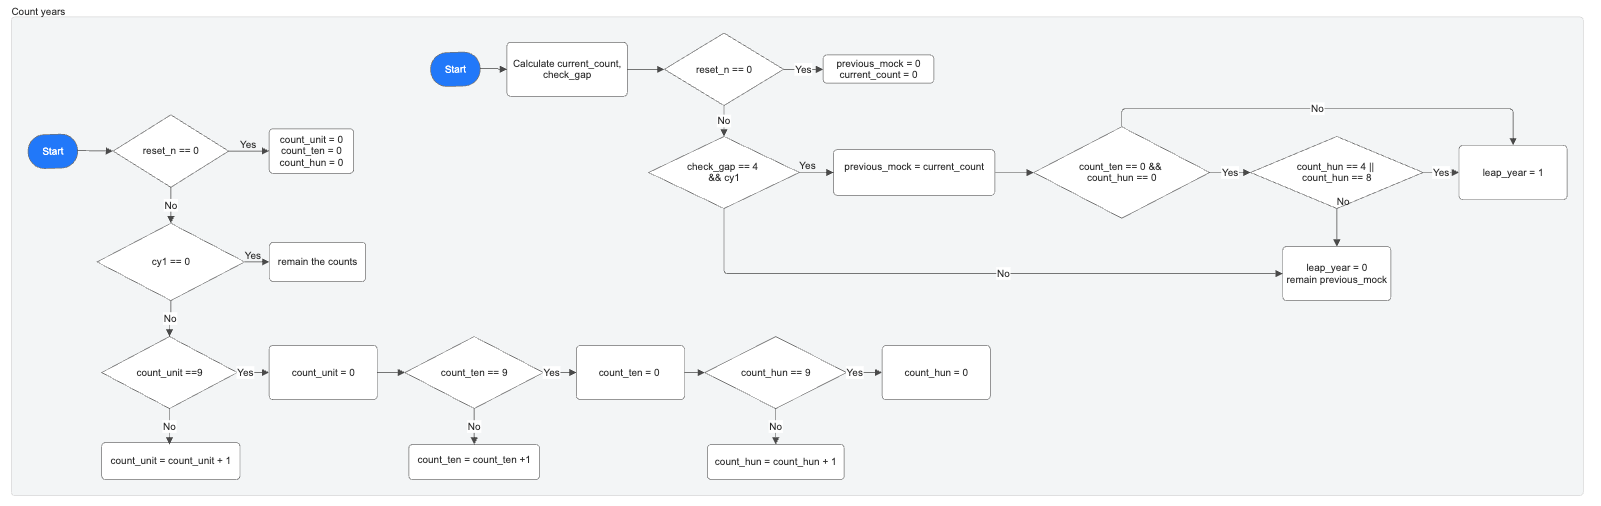 Count years
Start
Calculate current_count,
check_gap
reset_n == 0
Yes
previous_mock = 0
current_count = 0
No
check_gap == 4
&& cy1
Yes
previous_mock = current_count
count_ten == 0 &&
count_hun == 0
No
Yes
count_hun == 4 ||
count_hun == 8
Yes
leap_year = 1
No
No
leap_year = 0
remain previous_mock
Start
reset_n == 0
Yes
count_unit = 0
count_ten = 0
count_hun = 0
No
cy1 == 0
Yes
remain the counts
No
count_unit ==9
Yes
count_unit = 0
count_ten == 9
Yes
count_ten = 0
count_hun == 9
Yes
count_hun = 0
No
count_unit = count_unit + 1
No
count_ten = count_ten +1
No
count_hun = count_hun + 1